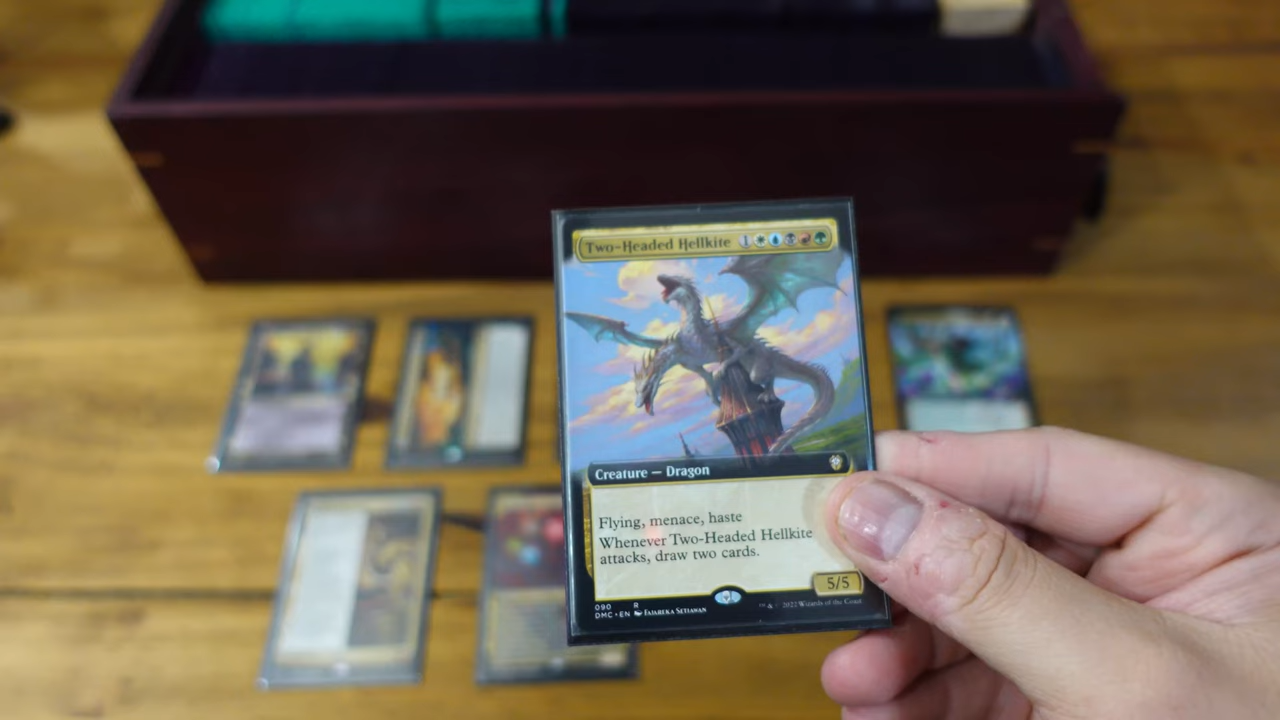 Two-Headed Hellkite 1
Creature — Dragon
Flying, menace, haste
Whenever Two-Headed Hellkite
attacks, draw two cards.
5/5
090 R
DMC • EN Fajareka Setiawan
2022 Wizards of the Coast